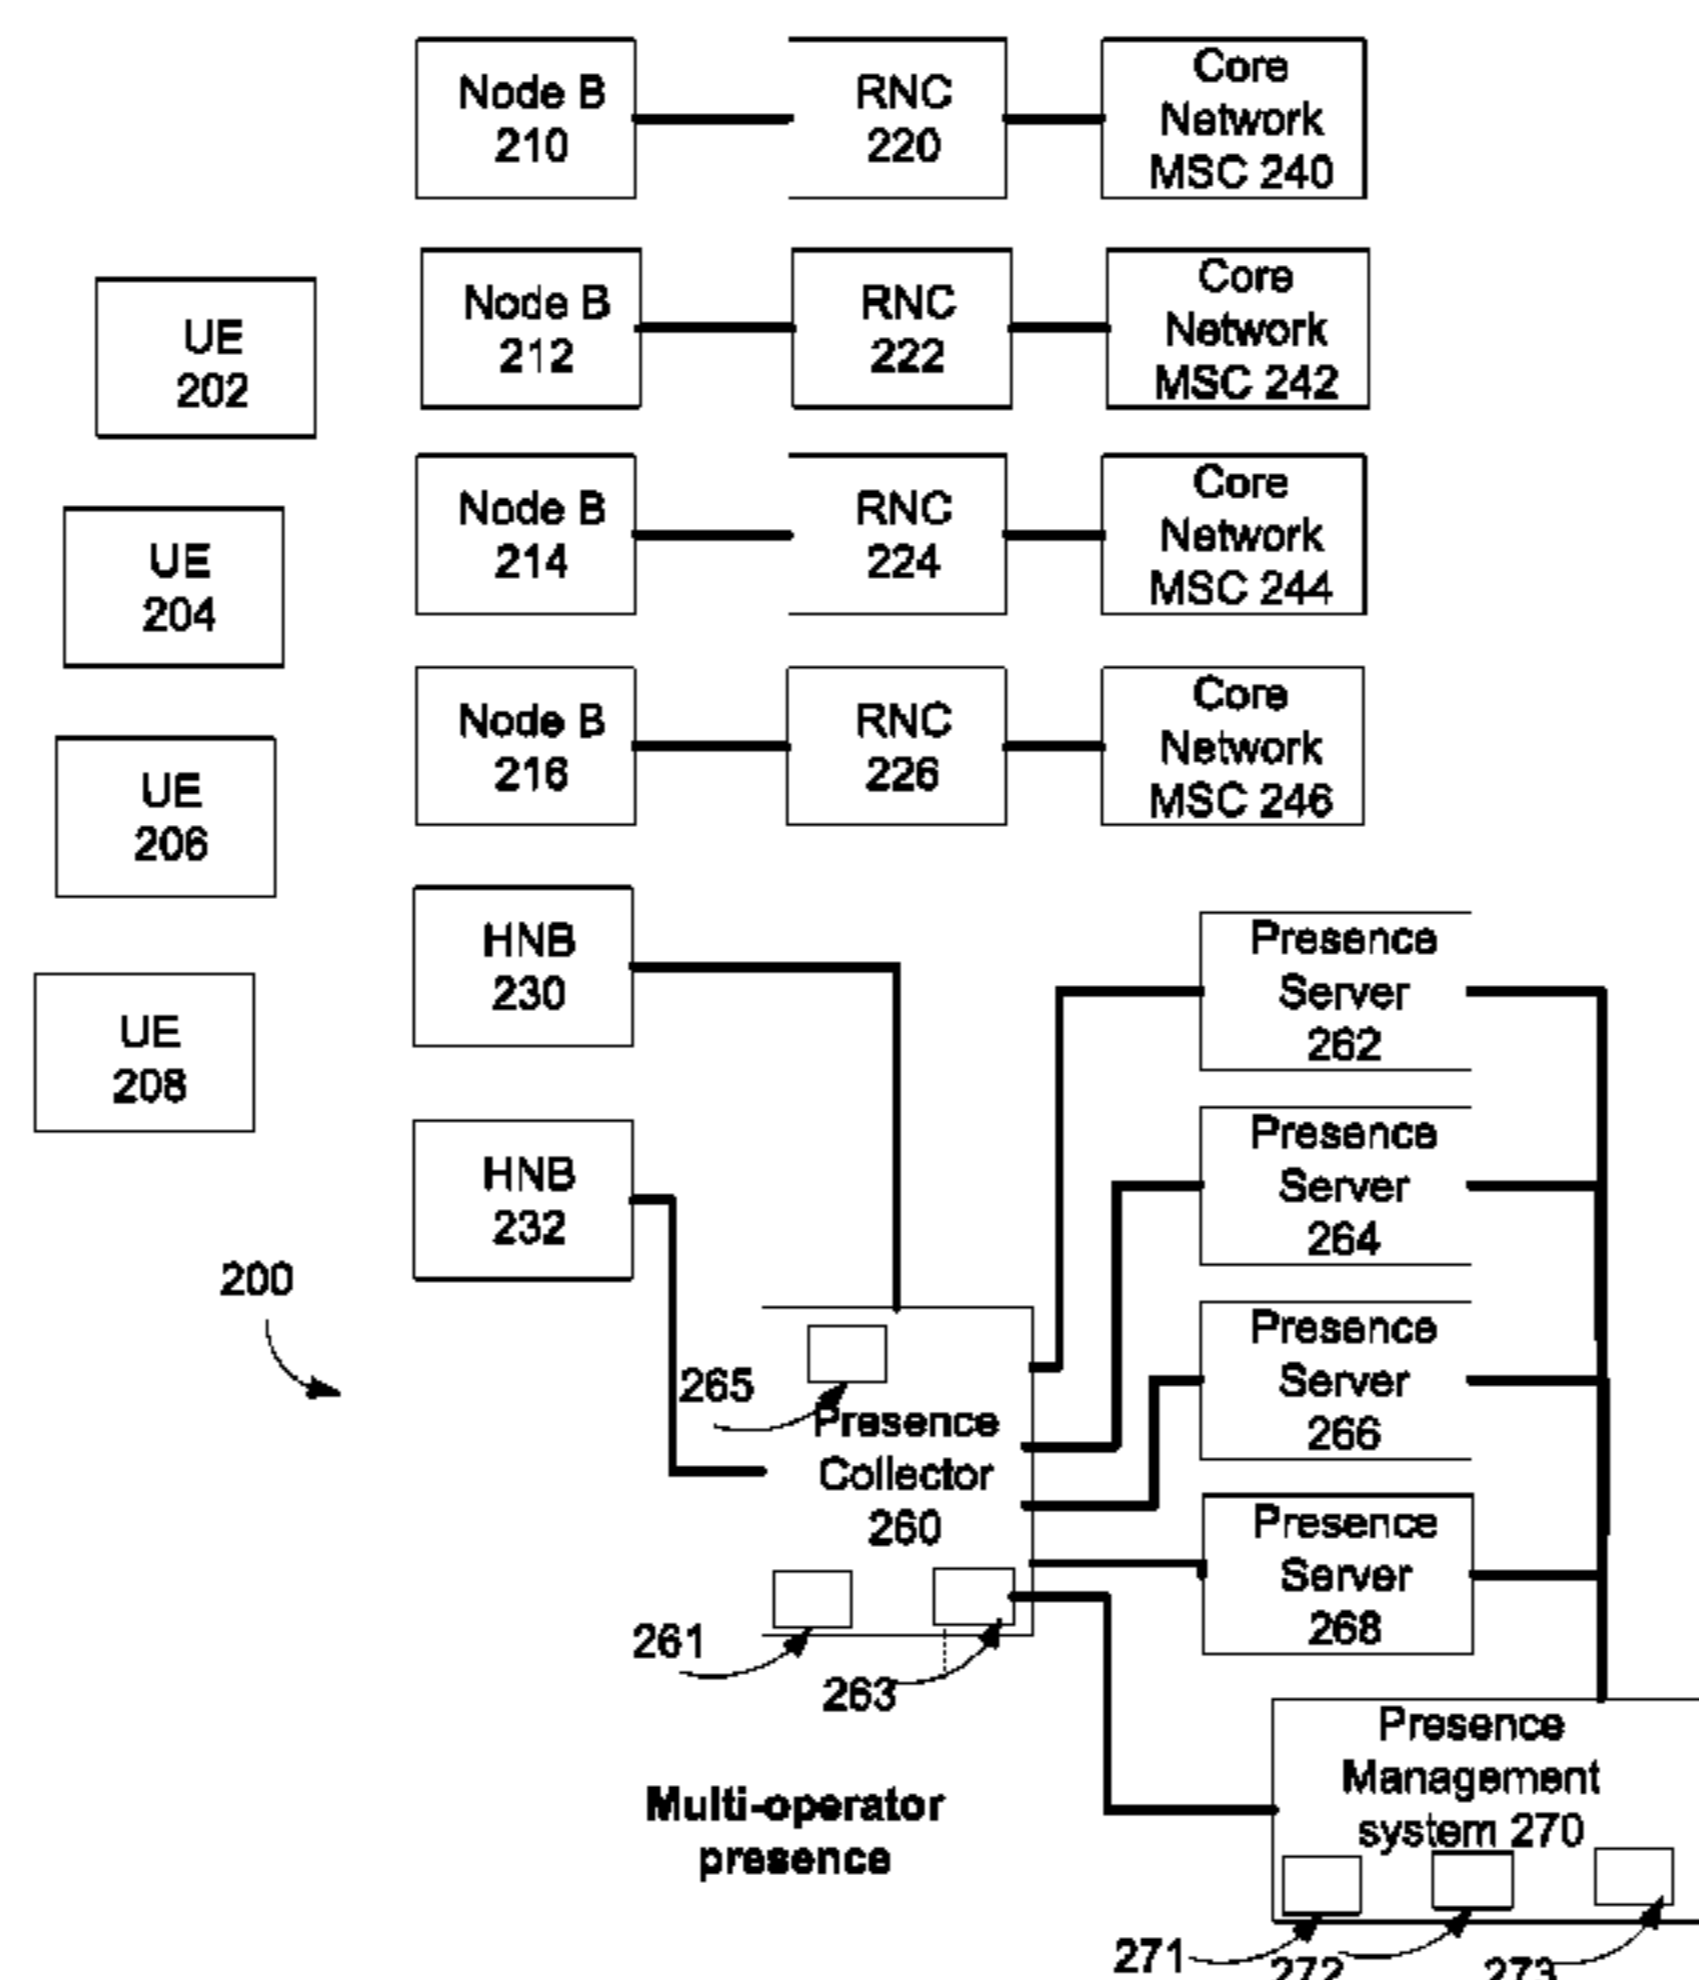 Node B
210
RNC
220
Core
Network
MSC 240
Node B
212
RNC
222
Core
Network
MSC 242
UE
202
Node B
214
RNC
224
Core
Network
MSC 244
UE
204
Node B
216
RNC
226
Core
Network
MSC 246
UE
206
HNB
230
Presence
Server
262
UE
208
HNB
232
Presence
Server
264
200
Presence
Server
266
265
Presence
Collector
260
Presence
Server
268
261
263
Presence
Management
system 270
Multi-operator
presence
271
272
273